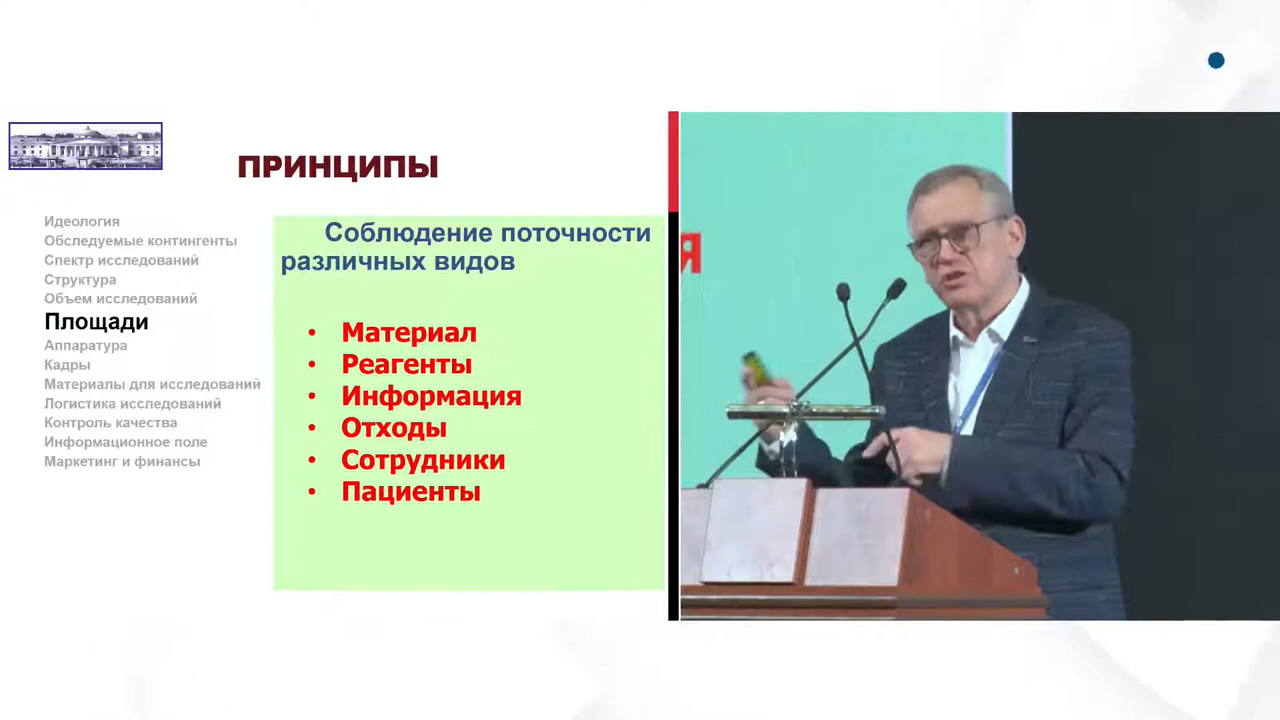 ПРИНЦИПЫ
Идеология
Обследуемые контингенты
Спектр исследований
Структура
Объем исследований
Площади
Аппаратура
Кадры
Материалы для исследований
Логистика исследований
Контроль качества
Информационное поле
Маркетинг и финансы
Соблюдение поточности
различных видов
• Материал
• Реагенты
• Информация
• Отходы
• Сотрудники
• Пациенты
Я